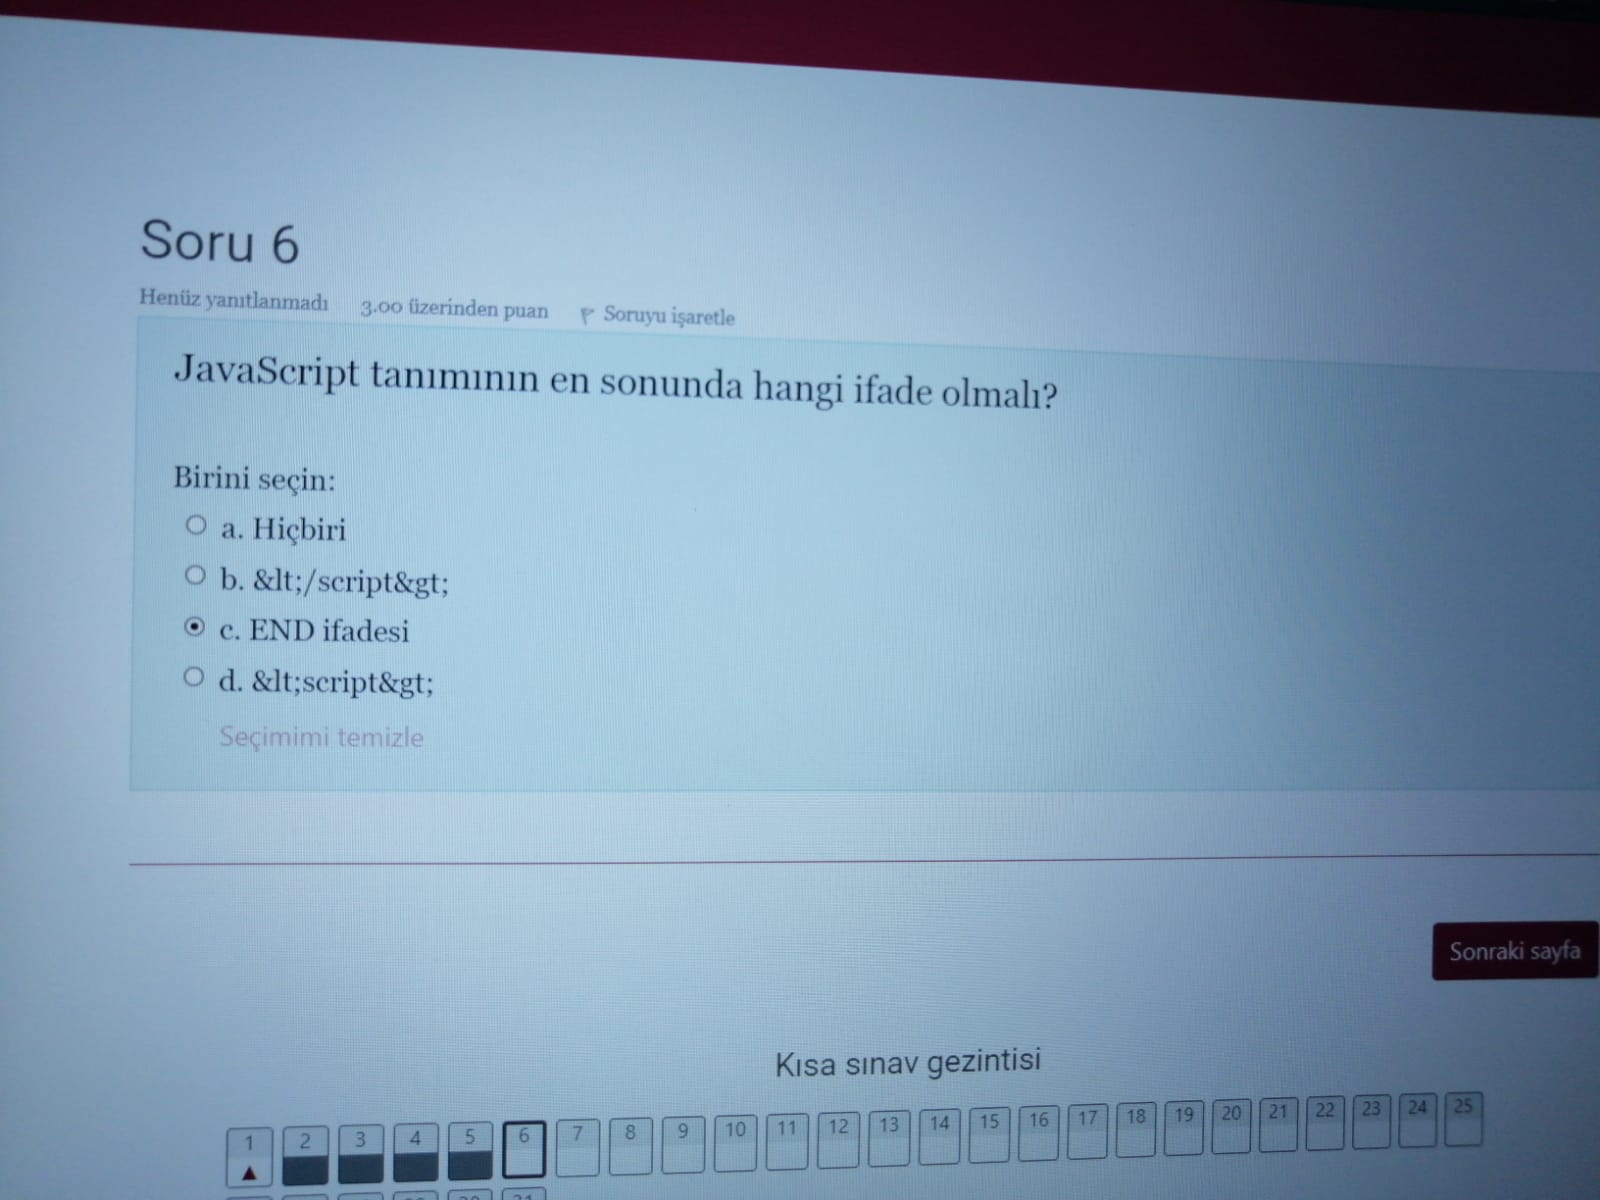 Soru 6
Henüz yanıtlanmadı 3.00 üzerinden puan Soruyu işaretle
JavaScript tanımının en sonunda hangi ifade olmalı?
Birini seçin:
a. Hiçbiri
b. &lt;/script&gt;
c. END ifadesi
d. &lt;script&gt;
Seçimimi temizle
Sonraki sayfa
Kısa sınav gezintisi
1 2 3 4 5 6 7 8 9 10 11 12 13 14 15 16 17 18 19 20 21 22 23 24 25